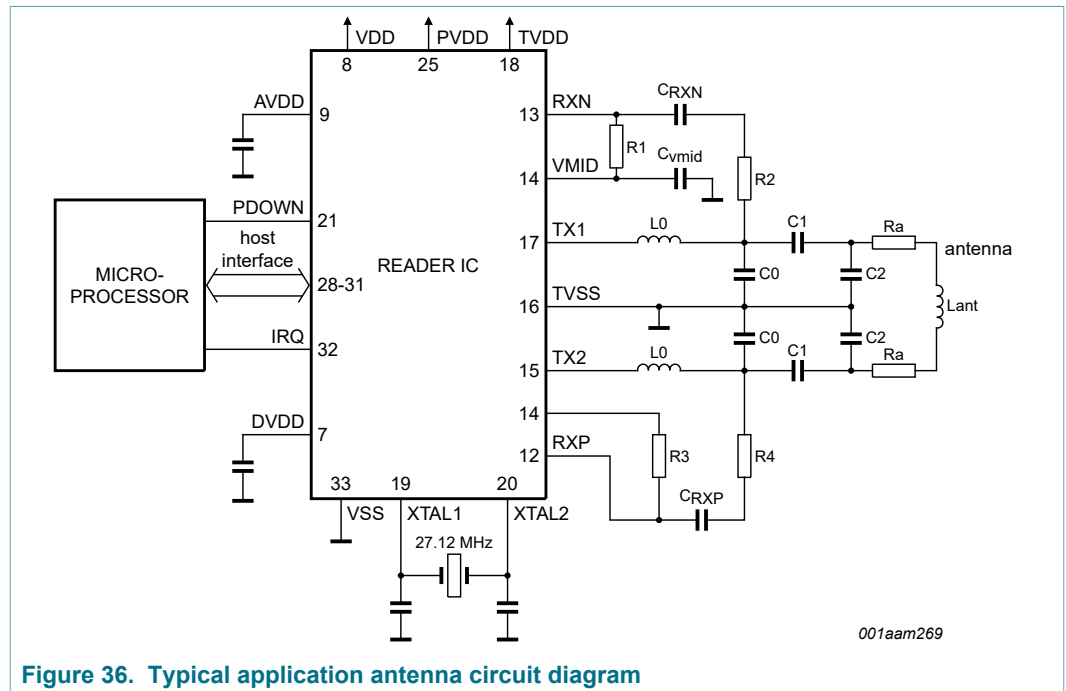 VDD PVDD TVDD
8 25 18
AVDD 9
13 RXN CRXN
R1
14 VMID Cvmid
R2
PDOWN 21
host interface
28-31
MICRO-
PROCESSOR
READER IC
IRQ 32
17 TX1 L0 C1 Ra
antenna
C0 C2
16 TVSS
Lant
C0 C2
15 TX2 L0 C1 Ra
14
DVDD 7
12 RXP
R3 R4
CRXP
33 19 20
VSS XTAL1 XTAL2
27.12 MHz
001aam269
Figure 36. Typical application antenna circuit diagram